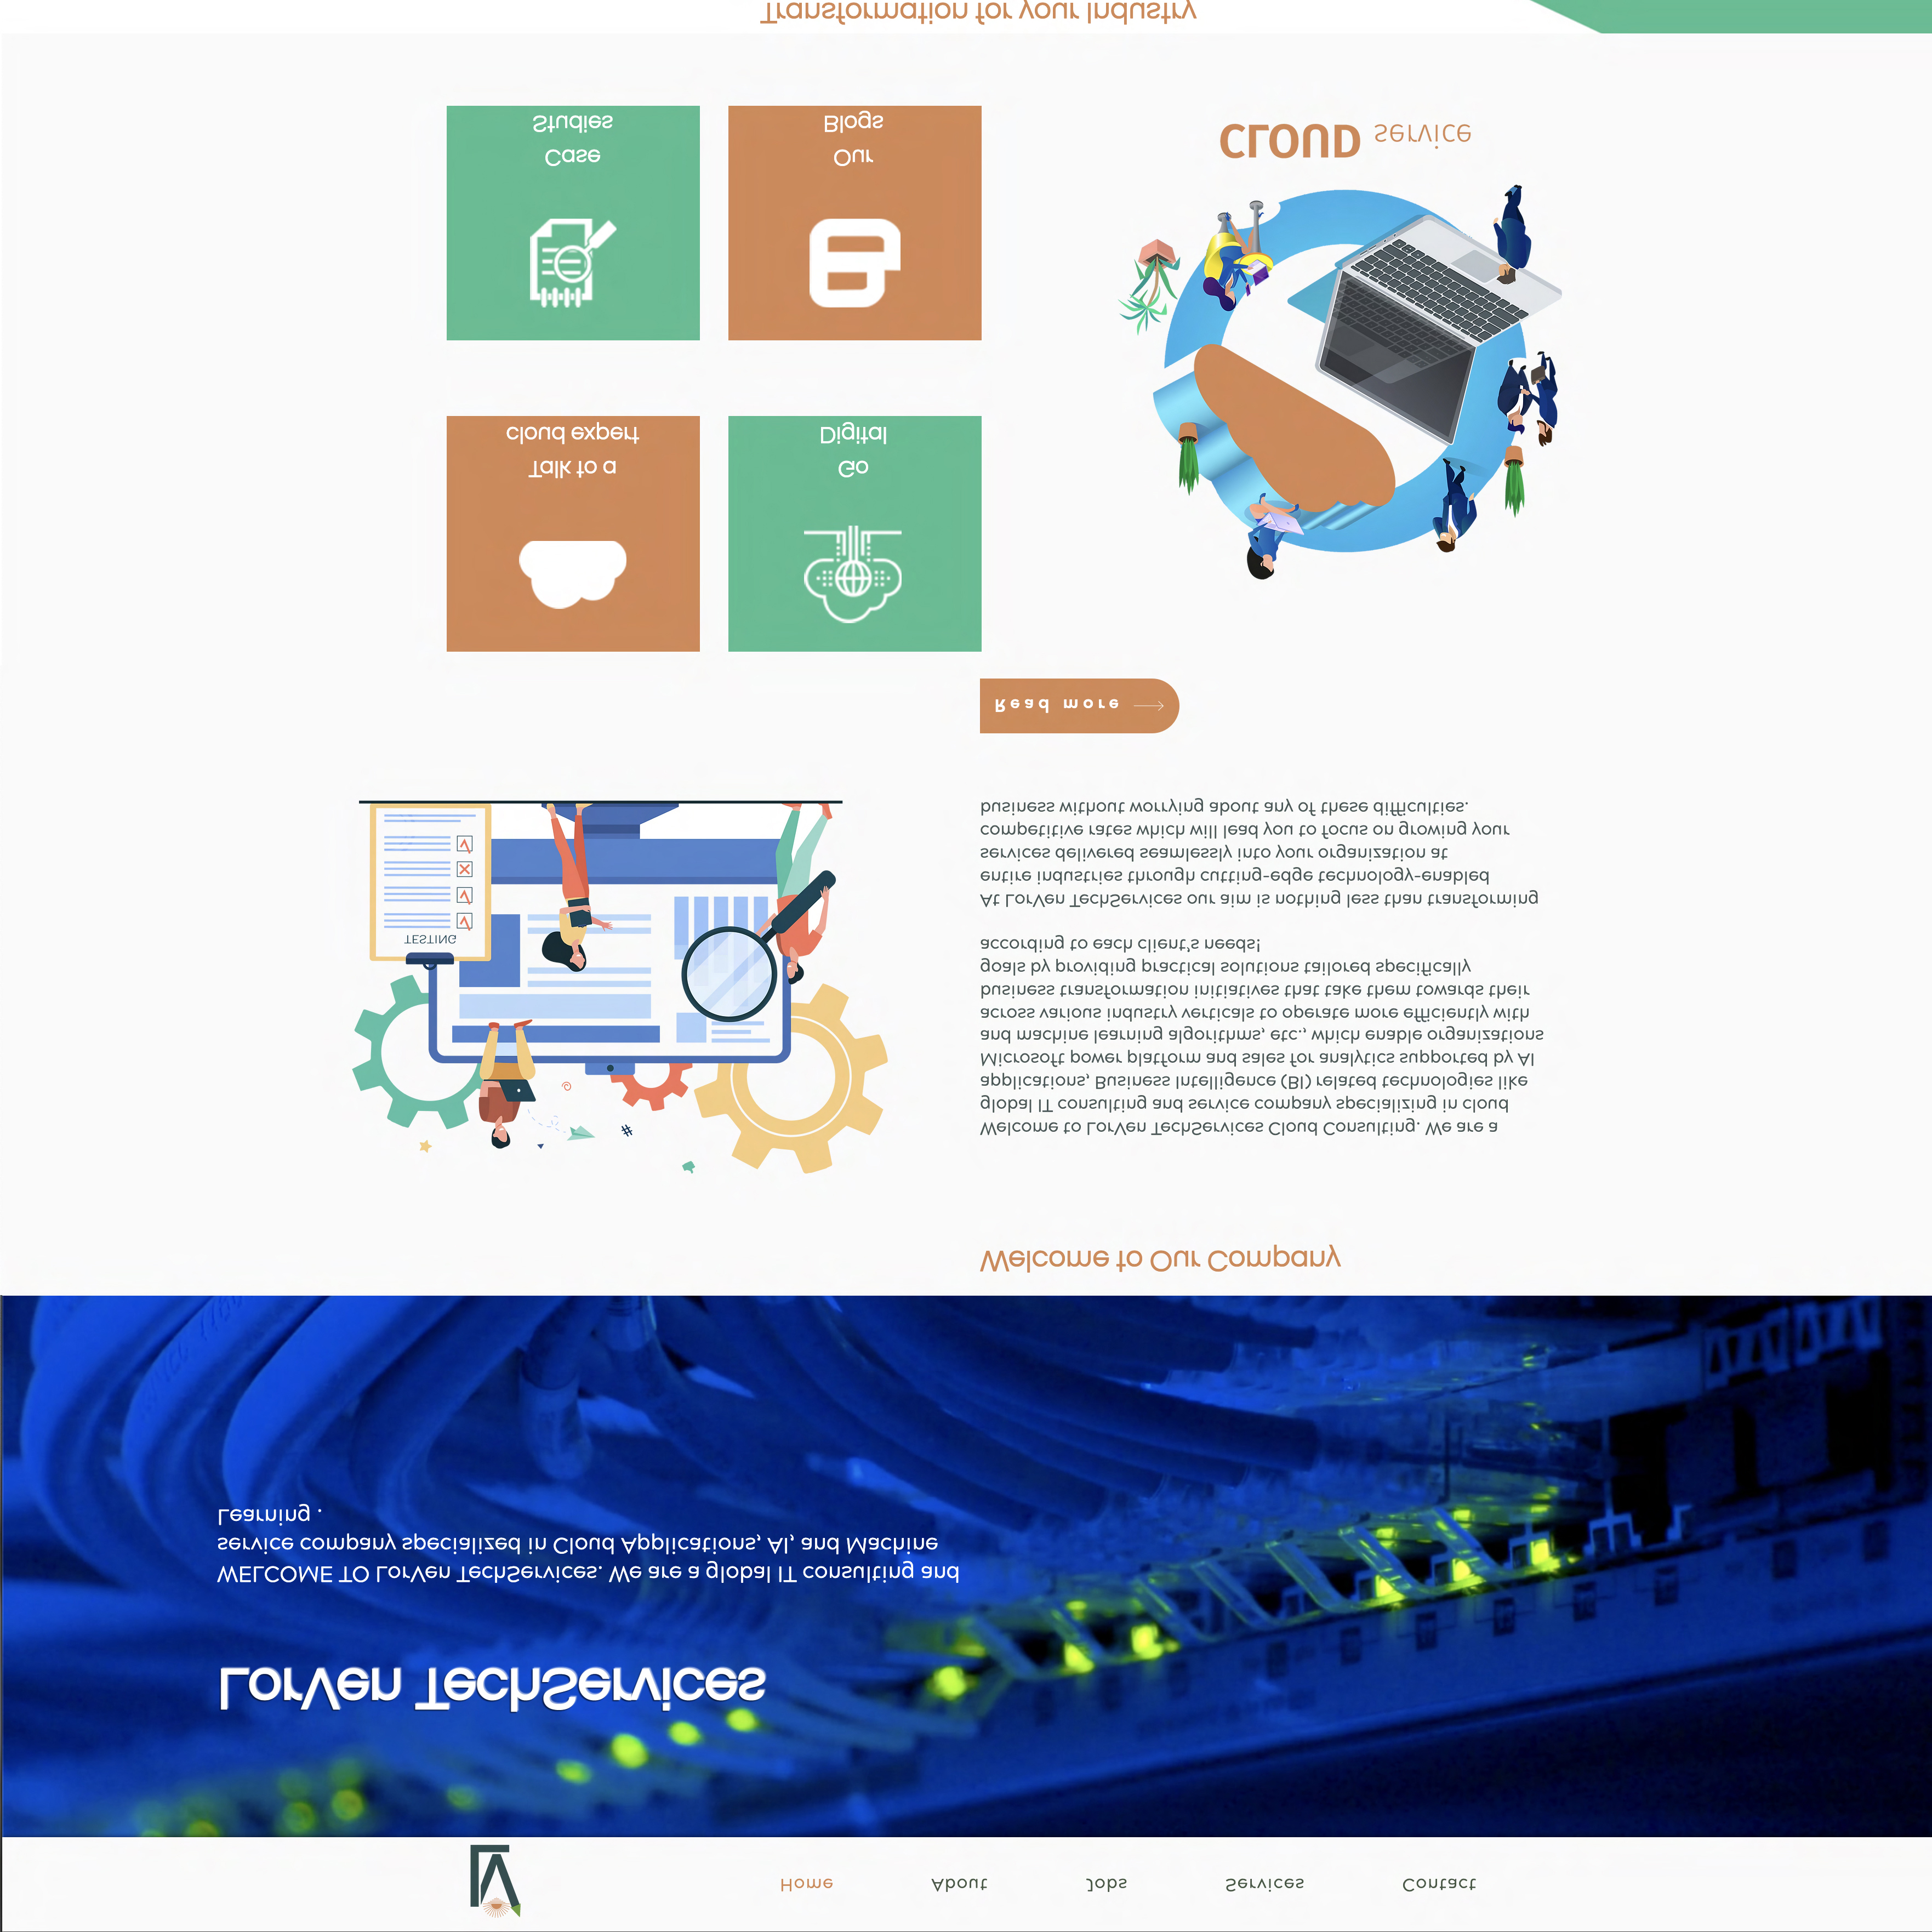 Home About Jobs Services Contact
LorVen TechServices
WELCOME TO LorVen TechServices. We are a global IT consulting and
service company specialized in Cloud Applications, AI, and Machine
Learning .
Welcome to Our Company
Welcome to LorVen TechServices Cloud Consulting. We are a
global IT consulting and service company specializing in cloud
applications, Business Intelligence (BI) related technologies like
Microsoft power platform and sales for analytics supported by AI
and machine learning algorithms, etc., which enable organizations
across various industry verticals to operate more efficiently with
business transformation initiatives that take them towards their
goals by providing practical solutions tailored specifically
according to each client's needs!
At LorVen TechServices our aim is nothing less than transforming
entire industries through cutting-edge technology-enabled
services delivered seamlessly into your organization at
competitive rates which will lead you to focus on growing your
business without worrying about any of these difficulties.
TESTING
Read more
Talk to a
cloud expert
Go
Digital
Case
Studies
Our
Blogs
CLOUD service
Transformation for your Industry